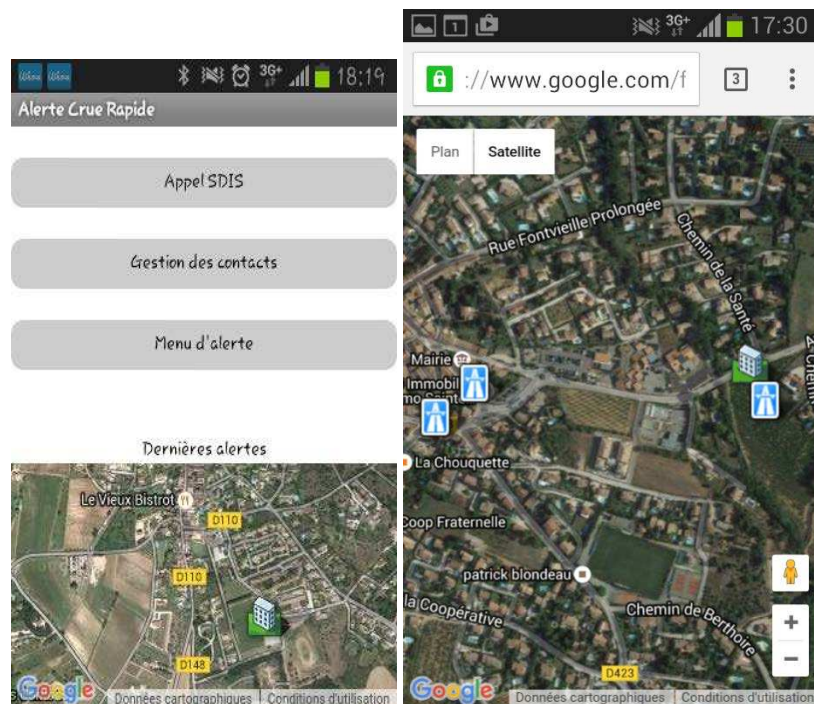 18:19
3G+
Alerte Crue Rapide
Appel SDIS
Gestion des contacts
Menu d'alerte
Dernières alertes
Le Vieux Bistrot
D110
D110
D148
Google
Données cartographiques
Conditions d'utilisation
1
3G+
17:30
://www.google.com/f
3
Plan
Satellite
Rue Fontvieille Prolongée
Chemin de la Santé
Mairie
Immobil
La Chouquette
Coop Fraternelle
patrick blondeau
la Coopérative
Chemin de Berthoire
D423
+
−
Google
Données cartographiques
Conditions d'utilisation